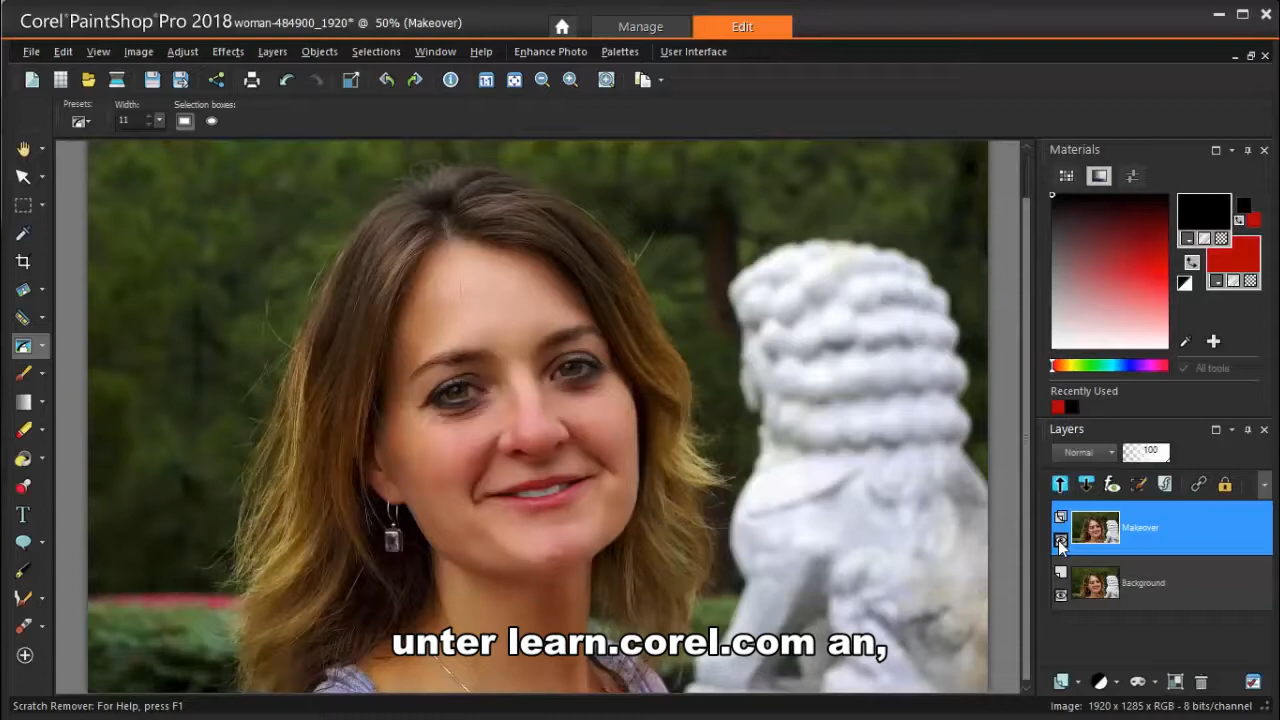 Corel PaintShop Pro 2018 woman-484900_1920* @ 50% (Makeover)
Manage
Edit
File Edit View Image Adjust Effects Layers Objects Selections Window Help Enhance Photo Palettes User Interface
Presets: Width: Selection boxes:
11
Materials
All tools
Recently Used
Layers
Normal 100
Makeover
Background
unter learn.corel.com an,
Scratch Remover: For Help, press F1
Image: 1920 x 1285 x RGB - 8 bits/channel